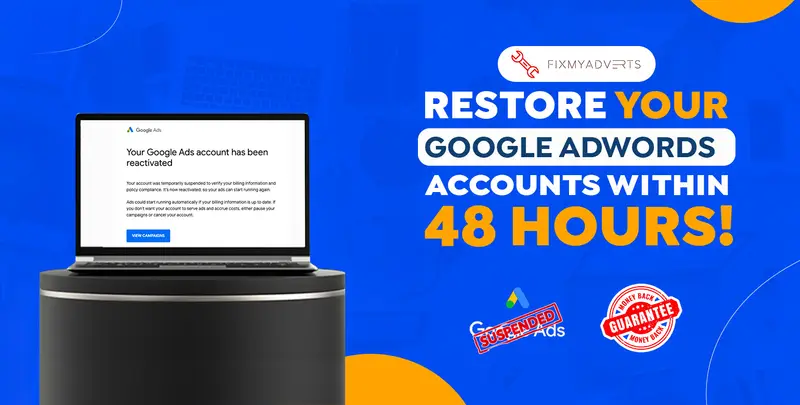 Google Ads
Your Google Ads account has been
reactivated
Your account was temporarily suspended to verify your billing information and
policy compliance. It's now reactivated, so your ads can start running again.
Ads could start running automatically if your billing information is up to date. If
you don't want your account to serve ads and accrue costs, either pause your
campaigns or cancel your account.
VIEW CAMPAIGNS
FIXMYADVERTS
RESTORE YOUR
GOOGLE ADWORDS
ACCOUNTS WITHIN
48 HOURS!
Google Ads
SUSPENDED
MONEY BACK
GUARANTEE
MONEY BACK